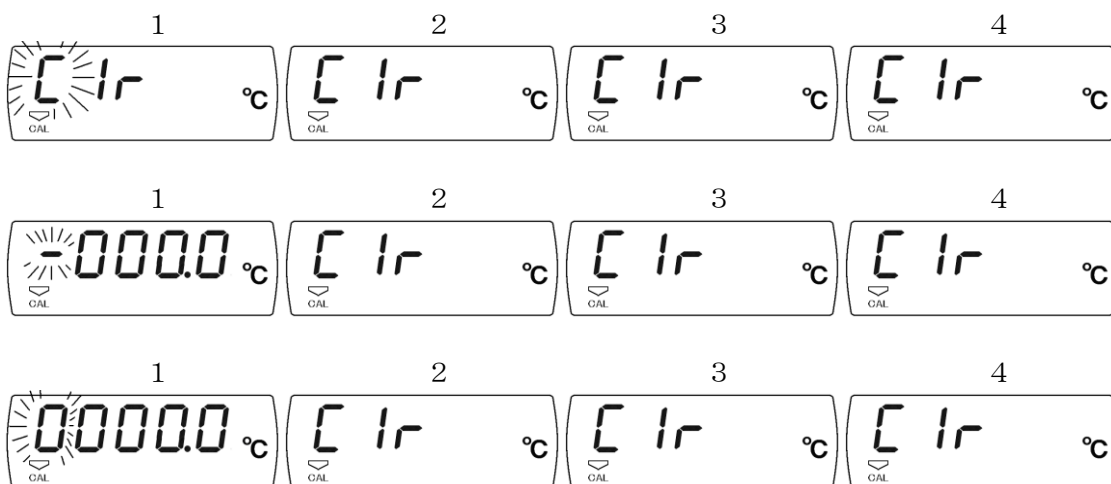 1 2 3 4
C1r °C C1r °C C1r °C C1r °C
CAL CAL CAL CAL
1 2 3 4
-000.0 °C C1r °C C1r °C C1r °C
CAL CAL CAL CAL
1 2 3 4
0000.0 °C C1r °C C1r °C C1r °C
CAL CAL CAL CAL